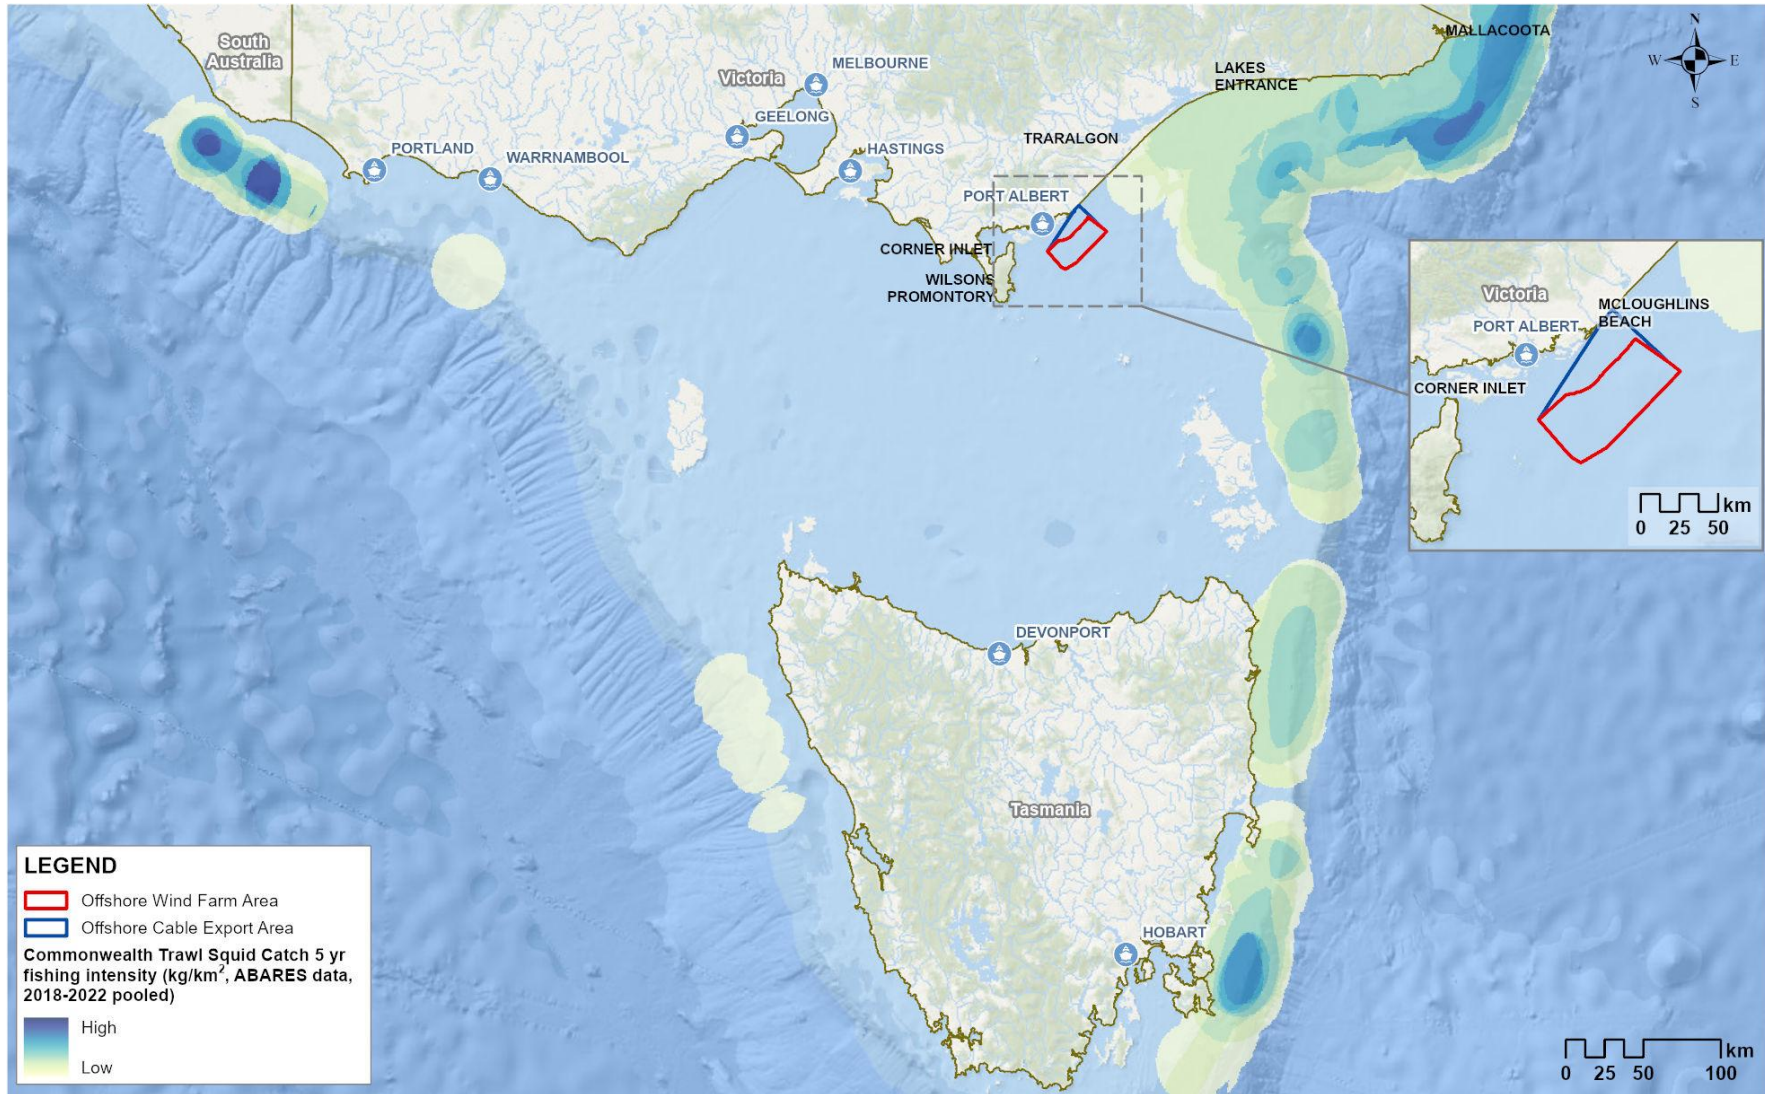 South
Australia
Victoria
MELBOURNE
GEELONG
PORTLAND
WARRNAMBOOL
HASTINGS
TRARALGON
LAKES
ENTRANCE
MALLACOOTA
N
W
E
S
PORT ALBERT
CORNER INLET
WILSONS
PROMONTORY
Victoria
MCLOUGHLINS
BEACH
PORT ALBERT
CORNER INLET
km
0 25 50
DEVONPORT
Tasmania
HOBART
LEGEND
Offshore Wind Farm Area
Offshore Cable Export Area
Commonwealth Trawl Squid Catch 5 yr
fishing intensity (kg/km², ABARES data,
2018-2022 pooled)
High
Low
km
0 25 50 100